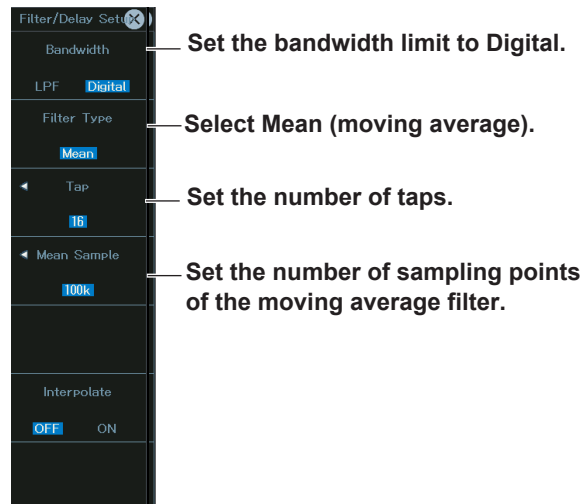 Filter/Delay Setu
Bandwidth
LPF Digital
Set the bandwidth limit to Digital.
Filter Type
Mean
Select Mean (moving average).
Tap
16
Set the number of taps.
Mean Sample
100k
Set the number of sampling points
of the moving average filter.
Interpolate
OFF ON